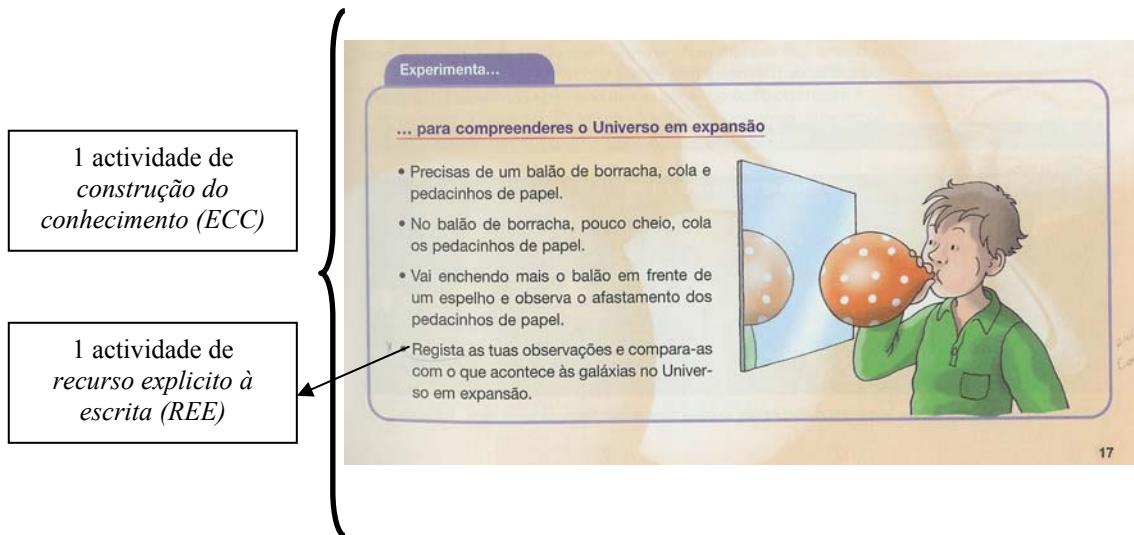 1 actividade de
construção do
conhecimento (ECC)
1 actividade de
recurso explicito à
escrita (REE)
Experimenta...
... para compreenderes o Universo em expansão
• Precisas de um balão de borracha, cola e
pedacinhos de papel.
• No balão de borracha, pouco cheio, cola
os pedacinhos de papel.
• Vai enchendo mais o balão em frente de
um espelho e observa o afastamento dos
pedacinhos de papel.
Regista as tuas observações e compara-as
com o que acontece às galáxias no Univer-
so em expansão.
17